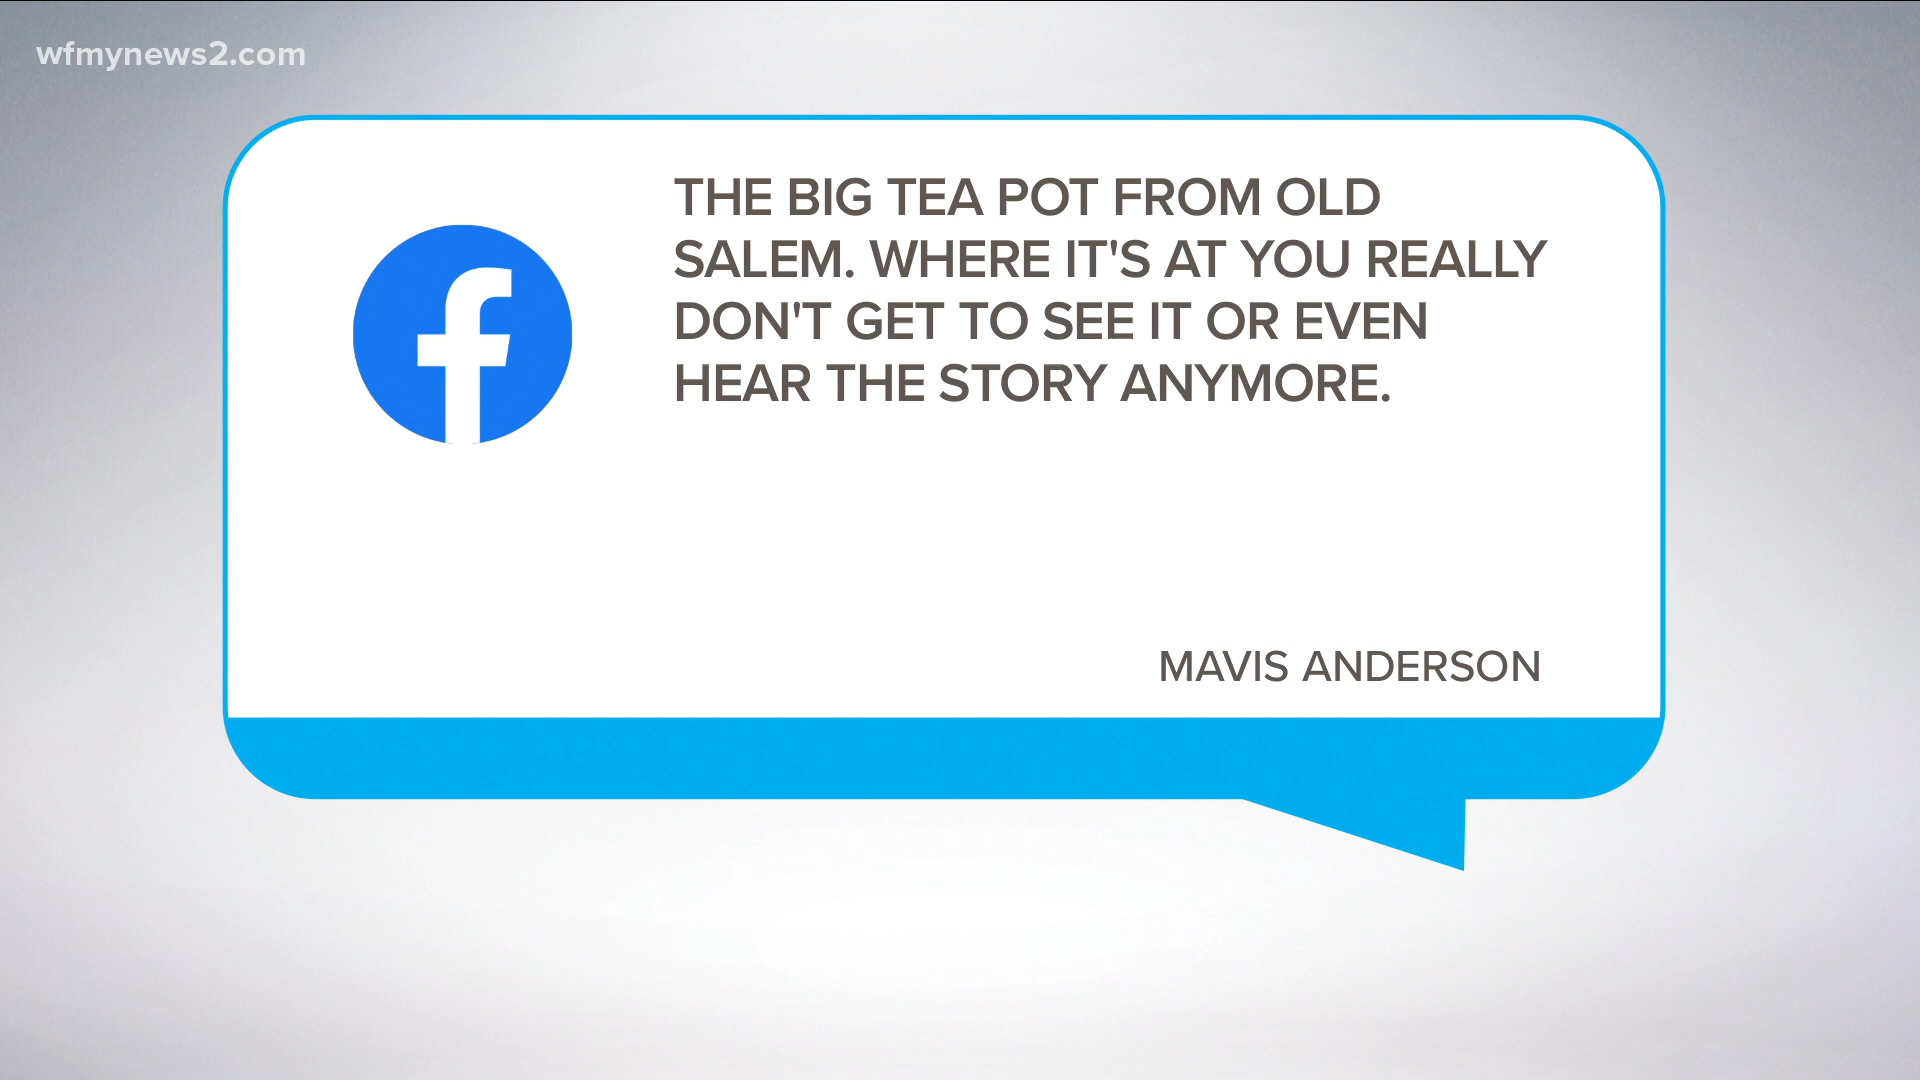 wfmynews2.com
THE BIG TEA POT FROM OLD
SALEM. WHERE IT'S AT YOU REALLY
DON'T GET TO SEE IT OR EVEN
HEAR THE STORY ANYMORE.
MAVIS ANDERSON